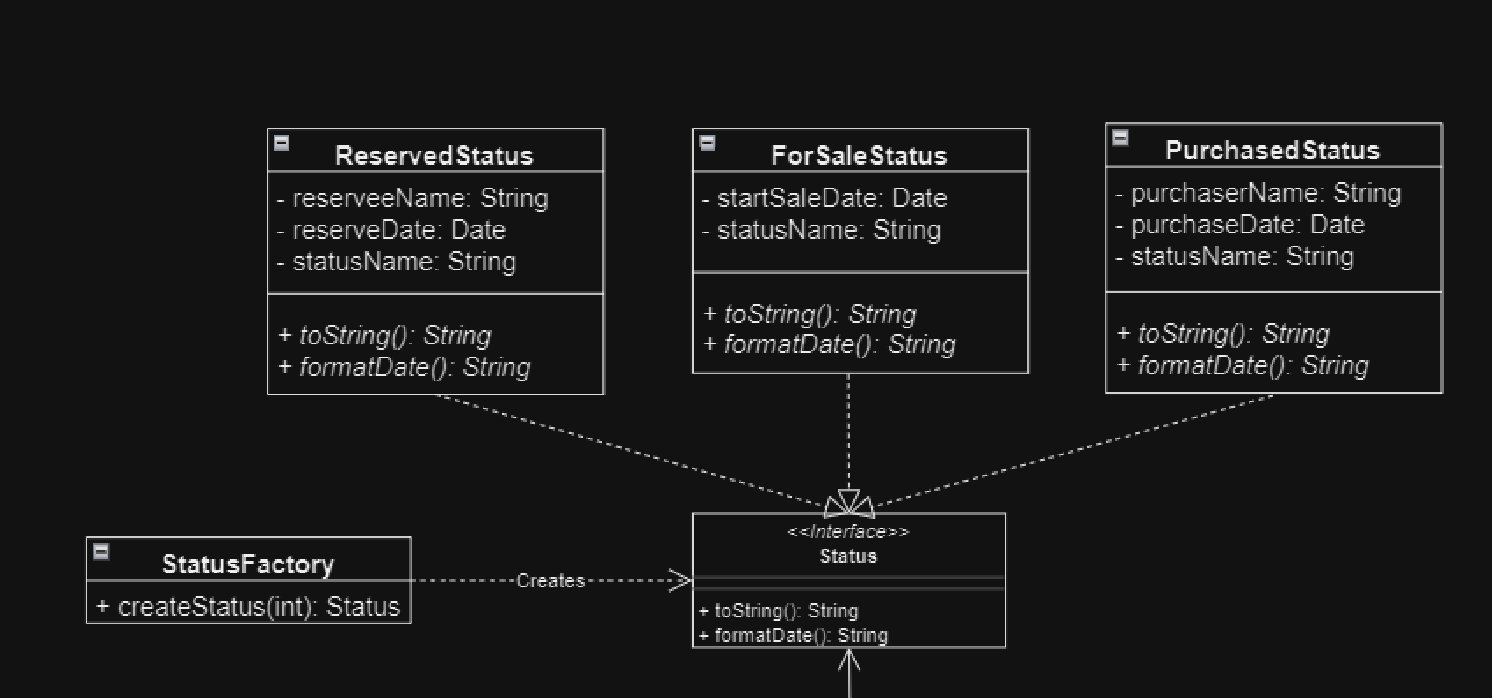 ReservedStatus
- reserveeName: String
- reserveDate: Date
- statusName: String
+ toString(): String
+ formatDate(): String
ForSaleStatus
- startSaleDate: Date
- statusName: String
+ toString(): String
+ formatDate(): String
PurchasedStatus
- purchaserName: String
- purchaseDate: Date
- statusName: String
+ toString(): String
+ formatDate(): String
StatusFactory
+ createStatus(int): Status
Creates
<<Interface>>
Status
+ toString(): String
+ formatDate(): String